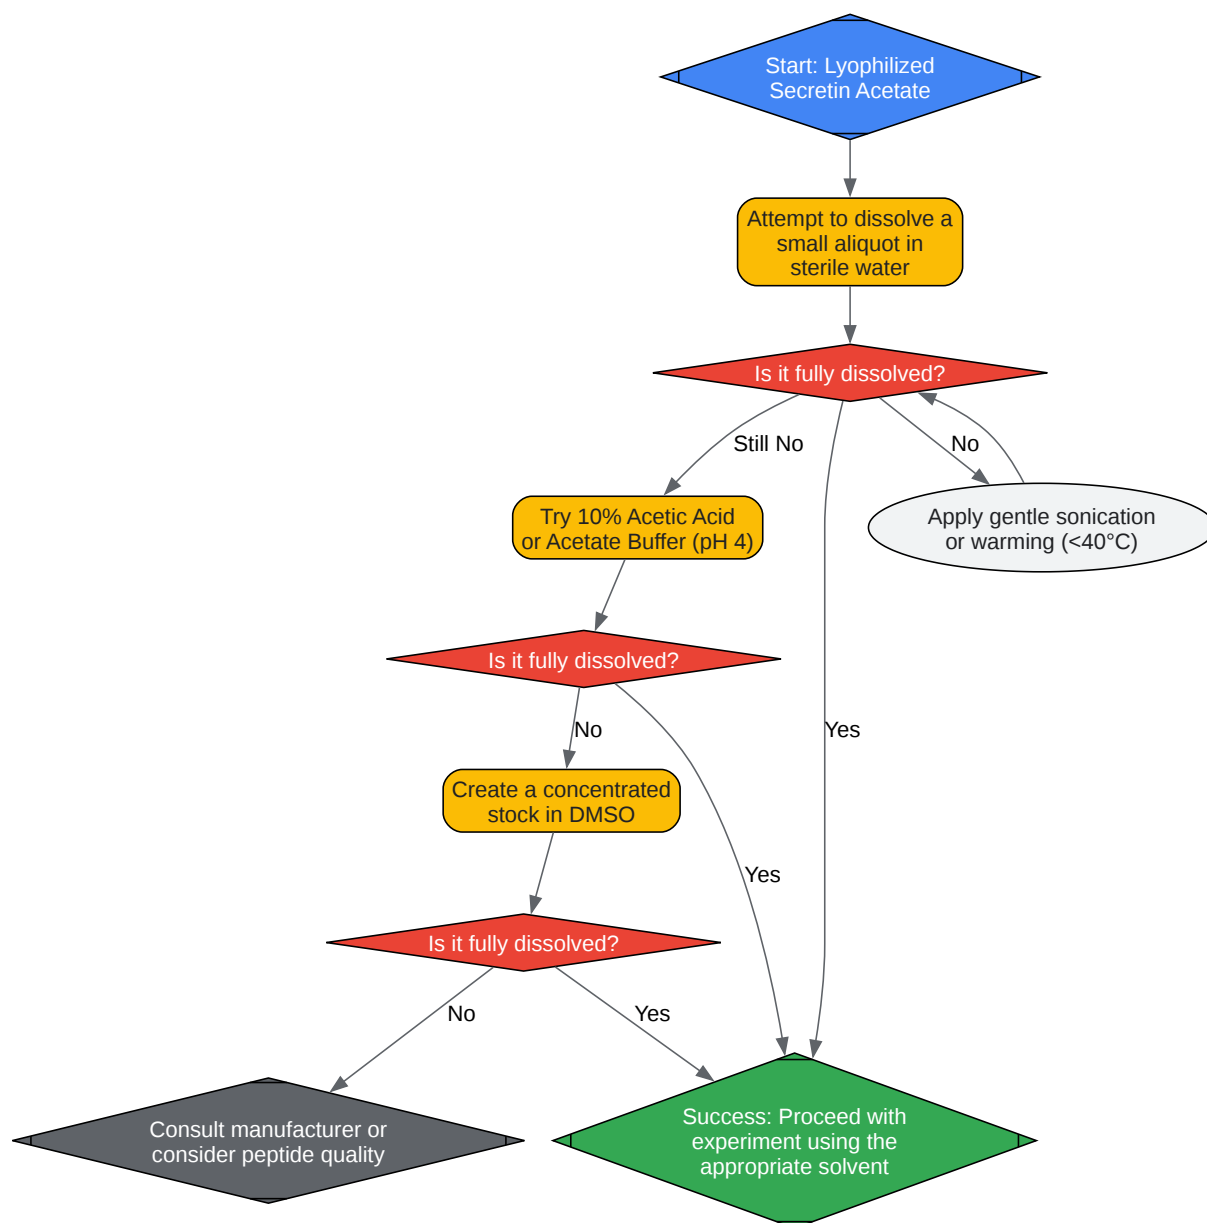 Start: Lyophilized
Secretin Acetate
Attempt to dissolve a
small aliquot in
sterile water
Is it fully dissolved?
Still No
No
Try 10% Acetic Acid
or Acetate Buffer (pH 4)
Apply gentle sonication
or warming (<40°C)
Is it fully dissolved?
No
Yes
Create a concentrated
stock in DMSO
Yes
Is it fully dissolved?
No
Yes
Consult manufacturer or
consider peptide quality
Success: Proceed with
experiment using the
appropriate solvent